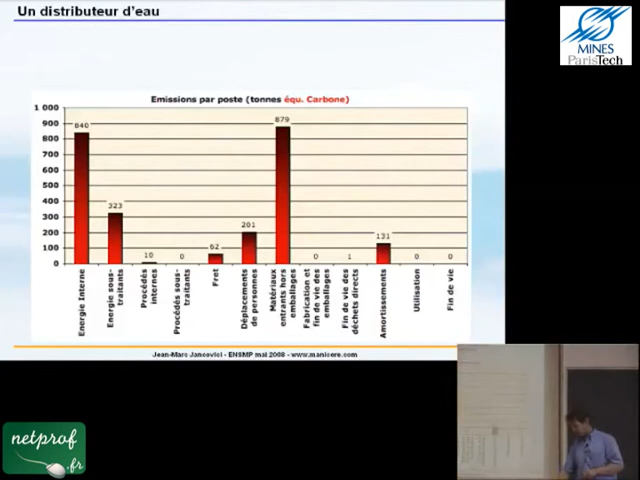 Un distributeur d'eau
MINES
ParisTech
Emissions par poste (tonnes équ. Carbone)
1 000
900
800
700
600
500
400
300
200
100
0
840
323
10
0
62
201
879
0
1
131
0
0
Energie Interne
Energie sous-
traitants
Procédés
internes
Procédés sous-
traitants
Fret
Déplacements
de personnes
Matériaux
entrants hors
emballages
Fabrication et
fin de vie des
emballages
Fin de vie des
déchets directs
Amortissements
Utilisation
Fin de vie
Jean-Marc Jancovici - ENSMP mai 2008 - www.manicore.com
netprof
.fr